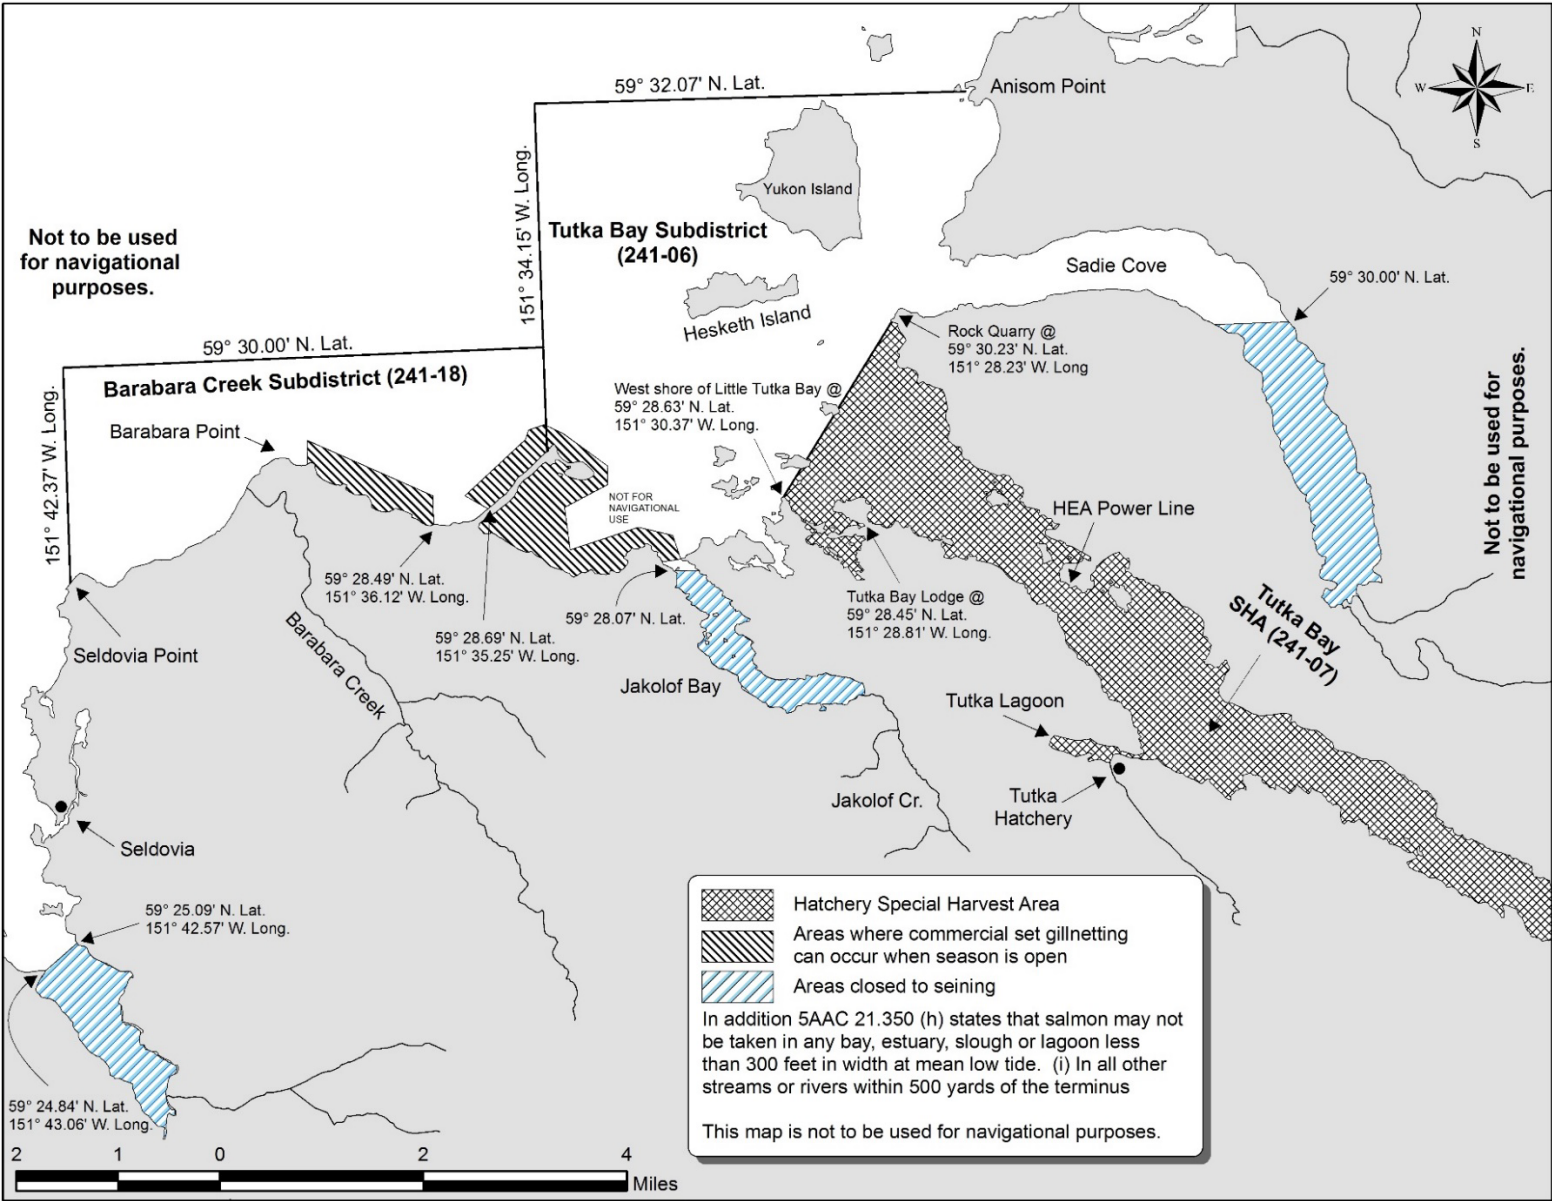 59° 32.07' N. Lat.
Anisom Point
N
W
E
S
Yukon Island
151° 34.15' W. Long.
Tutka Bay Subdistrict
(241-06)
Not to be used
for navigational
purposes.
Sadie Cove
59° 30.00' N. Lat.
Hesketh Island
Rock Quarry @
59° 30.23' N. Lat.
151° 28.23' W. Long
59° 30.00' N. Lat.
Barabara Creek Subdistrict (241-18)
151° 42.37' W. Long.
West shore of Little Tutka Bay @
59° 28.63' N. Lat.
151° 30.37' W. Long.
Not to be used for
navigational purposes.
Barabara Point
NOT FOR
NAVIGATIONAL
USE
HEA Power Line
59° 28.49' N. Lat.
151° 36.12' W. Long.
59° 28.07' N. Lat.
Tutka Bay Lodge @
59° 28.45' N. Lat.
151° 28.81' W. Long.
59° 28.69' N. Lat.
151° 35.25' W. Long.
Tutka Bay
SHA (241-07)
Seldovia Point
Barabara Creek
Jakolof Bay
Tutka Lagoon
Jakolof Cr.
Tutka
Hatchery
Seldovia
59° 25.09' N. Lat.
151° 42.57' W. Long.
Hatchery Special Harvest Area
Areas where commercial set gillnetting
can occur when season is open
Areas closed to seining
In addition 5AAC 21.350 (h) states that salmon may not
be taken in any bay, estuary, slough or lagoon less
than 300 feet in width at mean low tide. (i) In all other
streams or rivers within 500 yards of the terminus
This map is not to be used for navigational purposes.
59° 24.84' N. Lat.
151° 43.06' W. Long.
2 1 0 2 4
Miles